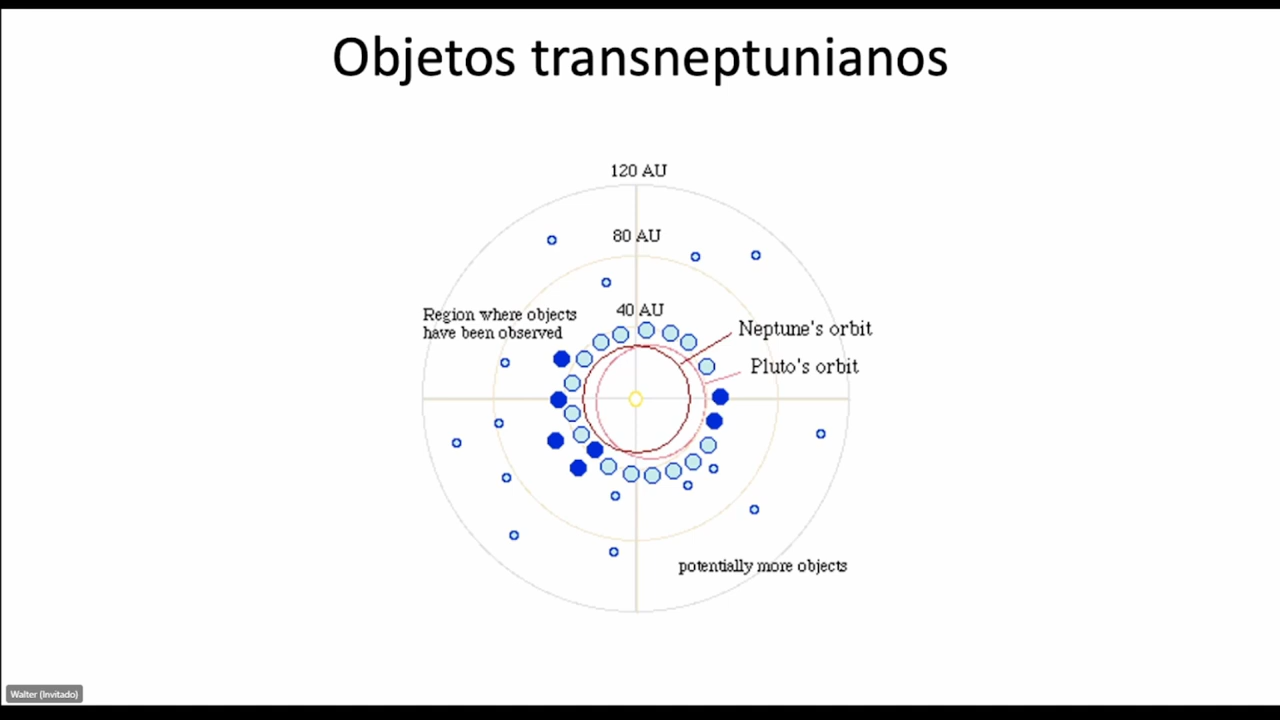 Objetos transneptunianos
120 AU
80 AU
40 AU
Region where objects
have been observed
Neptune's orbit
Pluto's orbit
potentially more objects
Walter (Invitado)